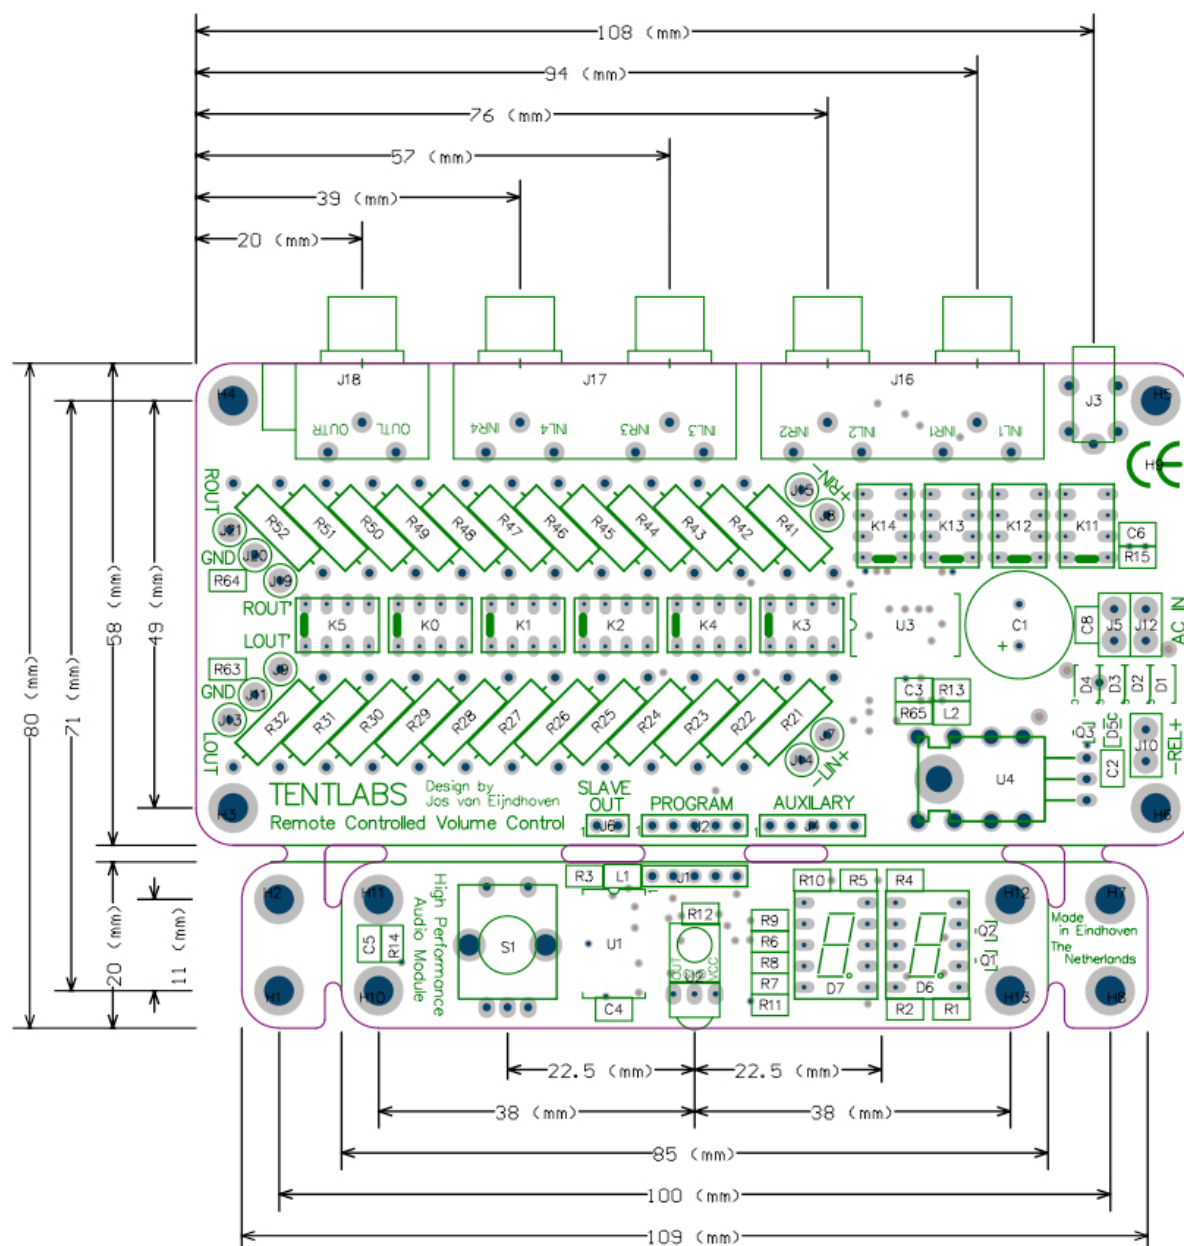 108 (mm)
94 (mm)
76 (mm)
57 (mm)
39 (mm)
20 (mm)
J18
J17
J16
J3
H4
H5
OUTR
OUTL
INR4
INL4
INR3
INL3
INR2
INL2
INR1
INL1
CE
H9
ROUT
J21
GND
J20
R64
J19
R52
R51
R50
R49
R48
R47
R46
R45
R44
R43
R42
R41
J15
+RIN-
J8
K14
K13
K12
K11
C6
R15
ROUT'
LOUT'
K5
K0
K1
K2
K4
K3
U3
C1
+
C8
J5
J12
AC IN
R63
J9
GND
J11
J13
LOUT
R32
R31
R30
R29
R28
R27
R26
R25
R24
R23
R22
R21
J7
J14
-LIN+
C3
R13
R65
L2
D4
D3
D2
D1
Q3
D5
C2
J10
-REL+
U4
80 (mm)
71 (mm)
58 (mm)
49 (mm)
H3
H6
TENTLABS
Design by
Jos van Eijndhoven
Remote Controlled Volume Control
SLAVE
OUT
PROGRAM
AUXILARY
1
J6
1
J2
1
J4
20 (mm)
11 (mm)
H2
H11
H1
H10
High Performance
Audio Module
C5
R14
S1
R3
L1
1
J1
U1
C4
R12
OUT
VCC
U2
R9
R6
R8
R7
R11
R10
R5
R4
D7
D6
R2
R1
Q2
Q1
H12
H7
H13
H8
Made
in Eindhoven
The
Netherlands
22.5 (mm)
22.5 (mm)
38 (mm)
38 (mm)
85 (mm)
100 (mm)
109 (mm)